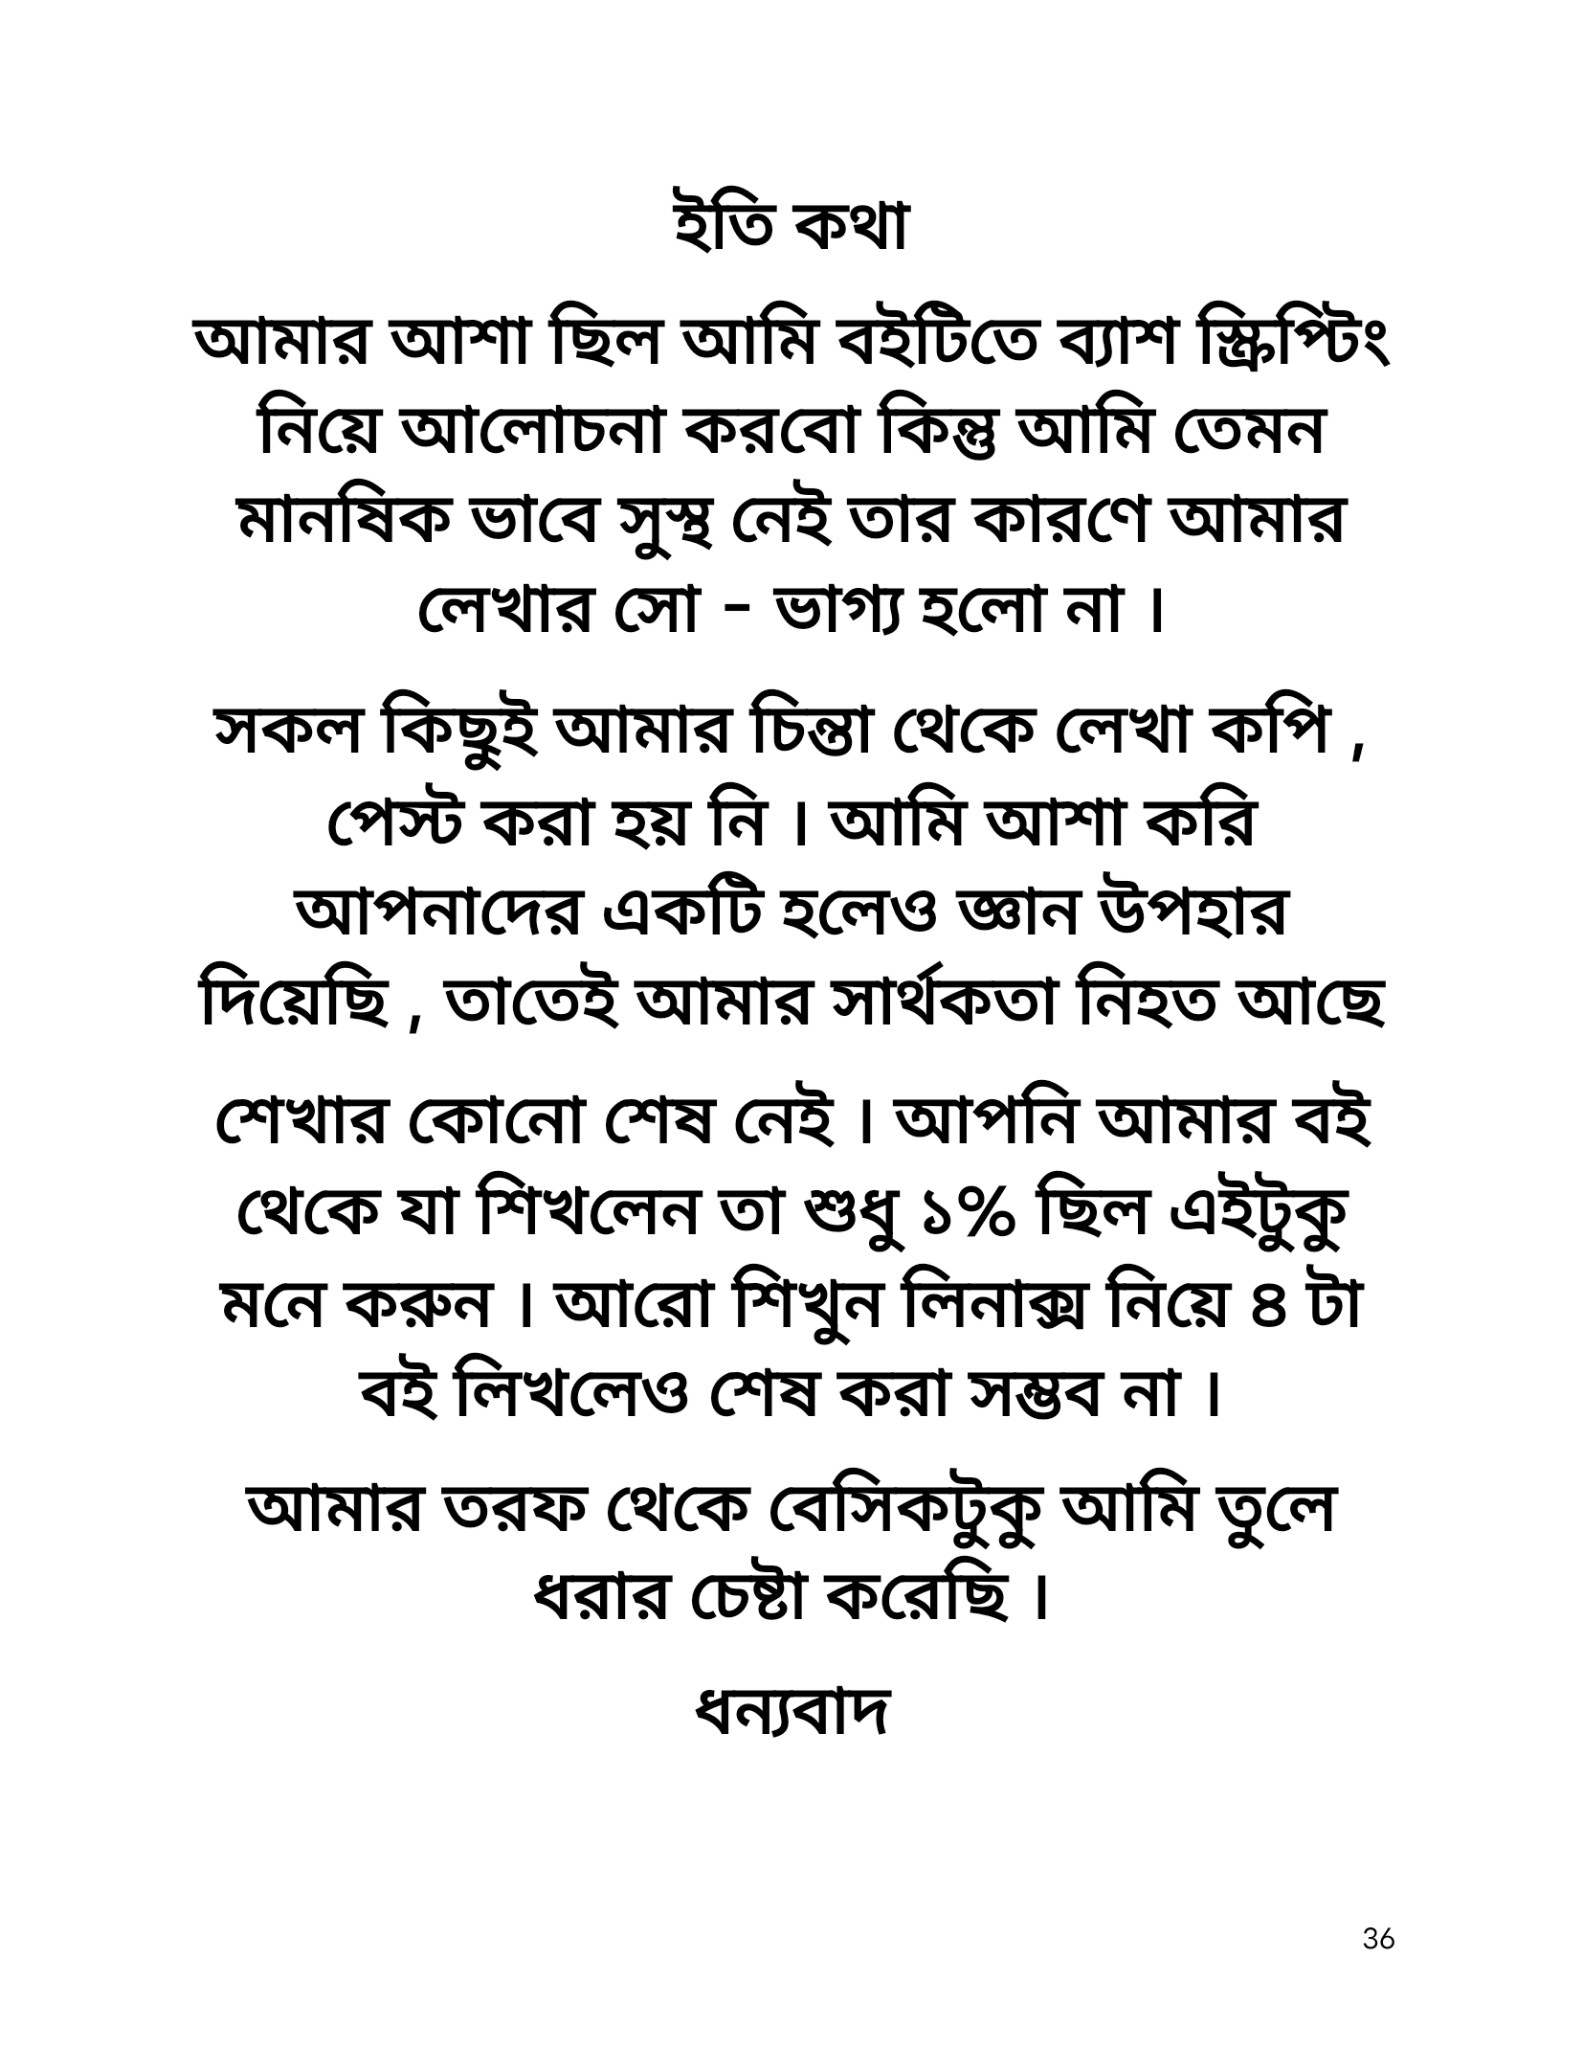 ইতি কথা
আমার আশা ছিল আমি বইটিতে ব্যাশ স্ক্রিপ্টিং
নিয়ে আলোচনা করবো কিন্তু আমি তেমন
মানষিক ভাবে সুস্থ নেই তার কারণে আমার
লেখার সো - ভাগ্য হলো না ।
সকল কিছুই আমার চিন্তা থেকে লেখা কপি ,
পেস্ট করা হয় নি । আমি আশা করি
আপনাদের একটি হলেও জ্ঞান উপহার
দিয়েছি , তাতেই আমার সার্থকতা নিহত আছে
শেখার কোনো শেষ নেই । আপনি আমার বই
থেকে যা শিখলেন তা শুধু ১% ছিল এইটুকু
মনে করুন । আরো শিখুন লিনাক্স নিয়ে ৪ টা
বই লিখলেও শেষ করা সম্ভব না ।
আমার তরফ থেকে বেসিকটুকু আমি তুলে
ধরার চেষ্টা করেছি ।
ধন্যবাদ
36